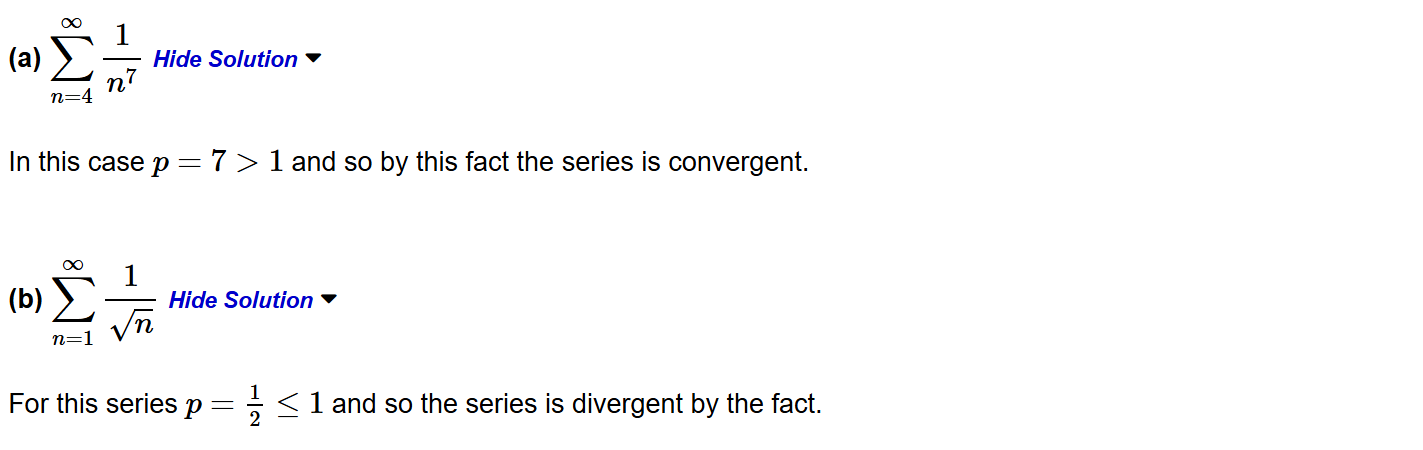 (a) $\sum_{n=4}^{\infty} \frac{1}{n^7}$ Hide Solution ▼
In this case $p = 7 > 1$ and so by this fact the series is convergent.
(b) $\sum_{n=1}^{\infty} \frac{1}{\sqrt{n}}$ Hide Solution ▼
For this series $p = \frac{1}{2} \leq 1$ and so the series is divergent by the fact.